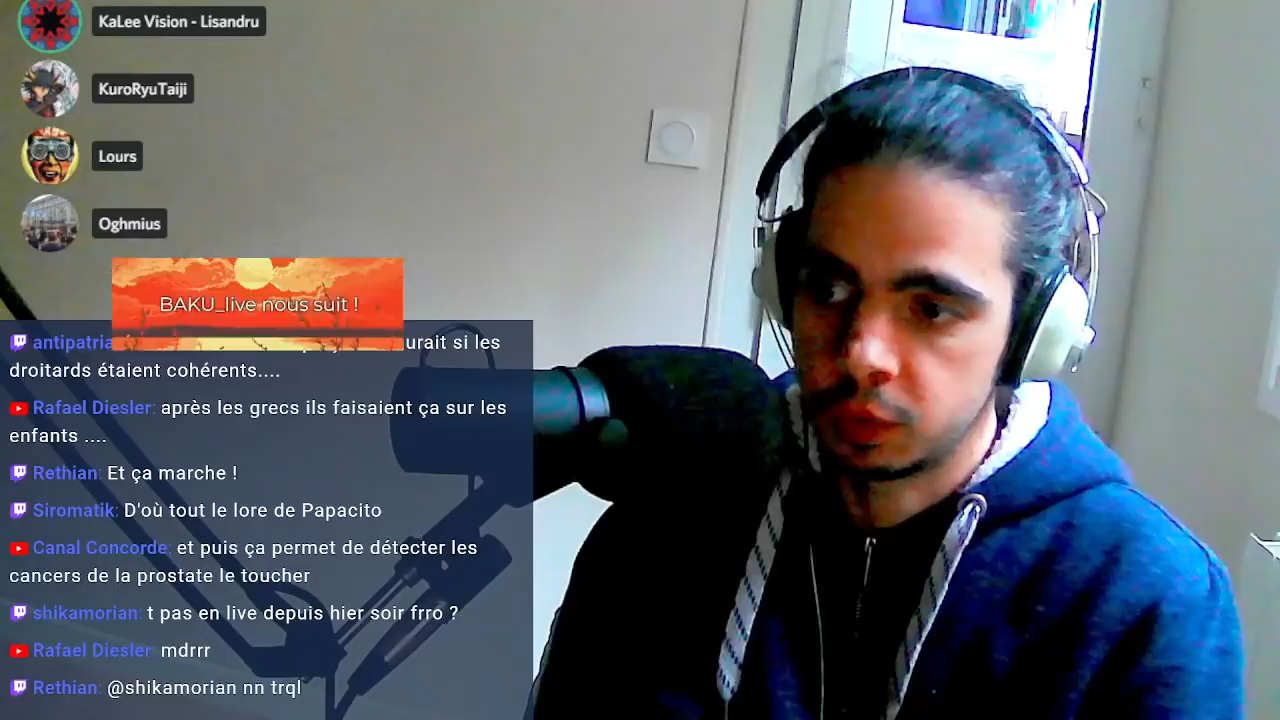 KaLee Vision - Lisandru
KuroRyuTaiji
Lours
Oghmius
BAKU_live nous suit !
antipatria urait si les
droitards étaient cohérents....
Rafael Diesler: après les grecs ils faisaient ça sur les
enfants ....
Rethian: Et ça marche !
Siromatik: D'où tout le lore de Papacito
Canal Concorde: et puis ça permet de détecter les
cancers de la prostate le toucher
shikamorian: t pas en live depuis hier soir frro ?
Rafael Diesler: mdrrr
Rethian: @shikamorian nn trql